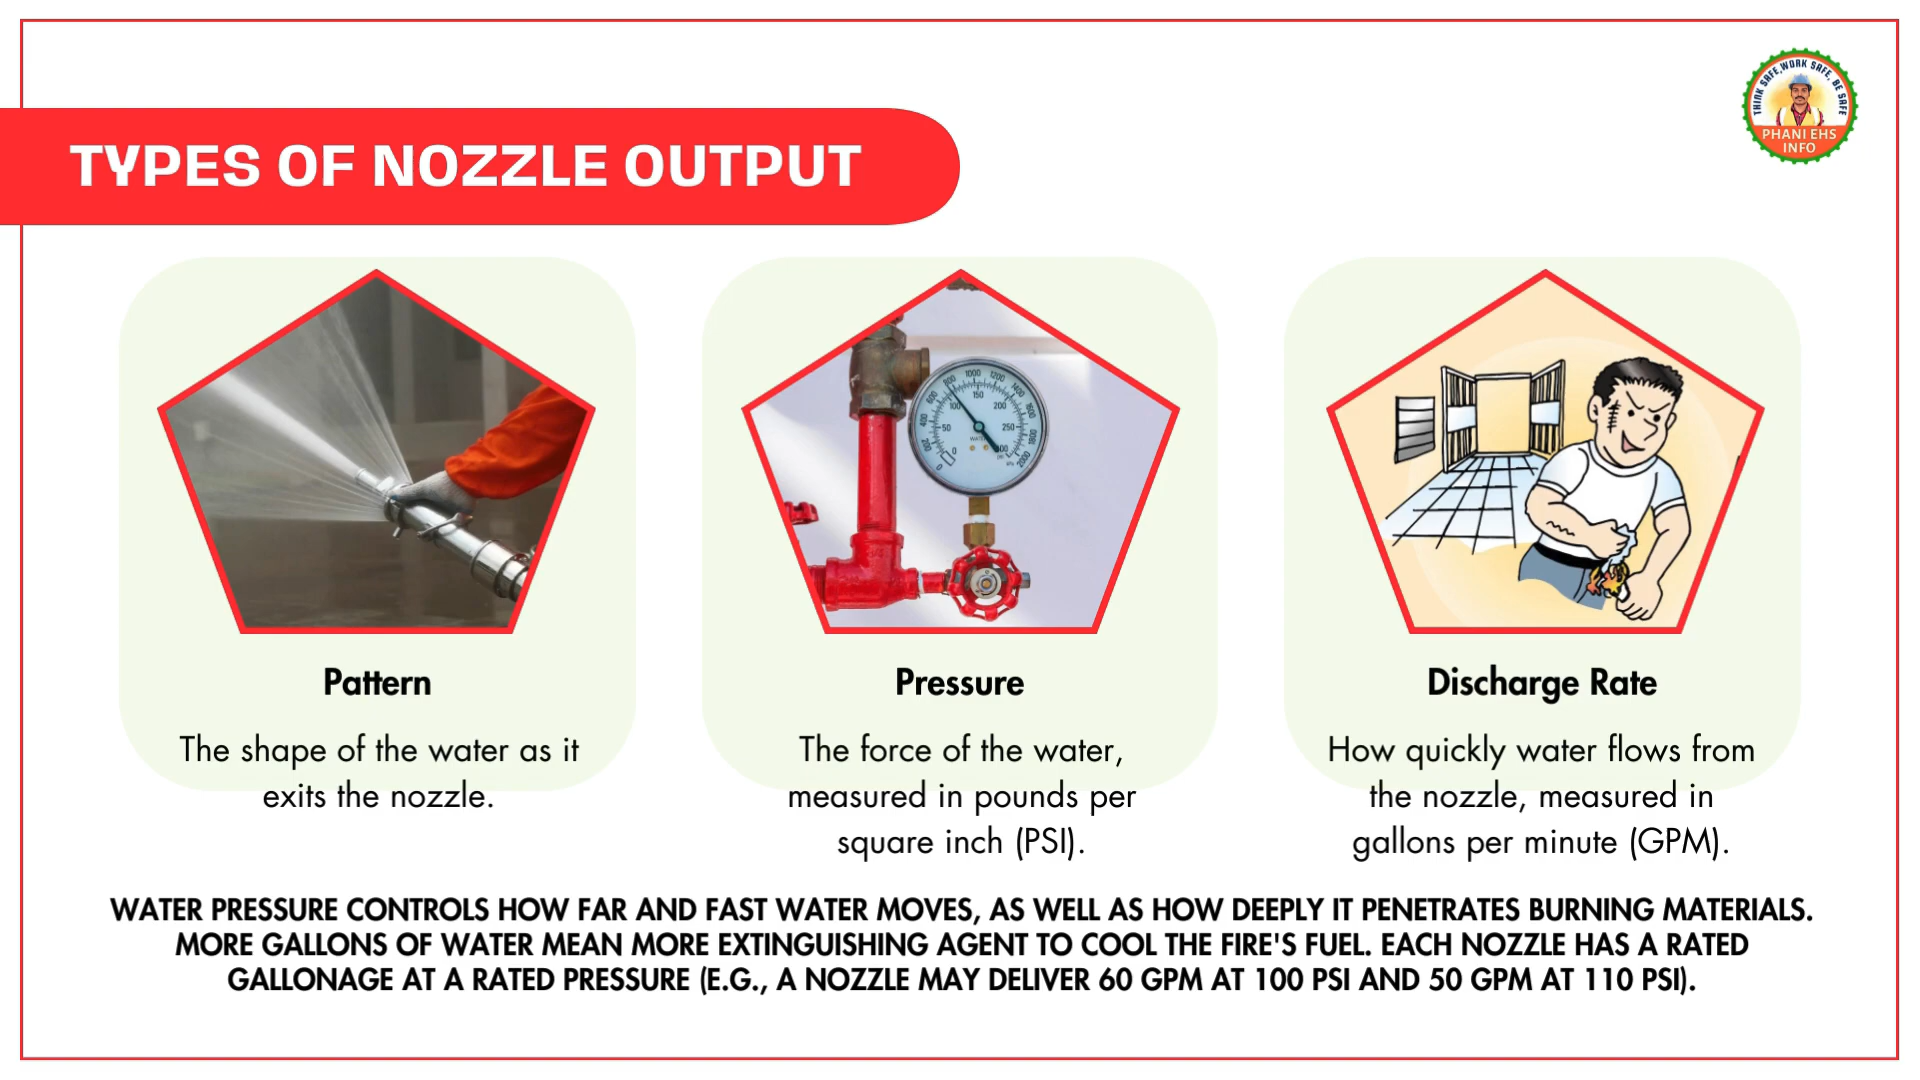 THINK SAFE, WORK SAFE, BE SAFE
PHANI EHS
INFO
TYPES OF NOZZLE OUTPUT
Pattern
The shape of the water as it
exits the nozzle.
Pressure
The force of the water,
measured in pounds per
square inch (PSI).
Discharge Rate
How quickly water flows from
the nozzle, measured in
gallons per minute (GPM).
WATER PRESSURE CONTROLS HOW FAR AND FAST WATER MOVES, AS WELL AS HOW DEEPLY IT PENETRATES BURNING MATERIALS.
MORE GALLONS OF WATER MEAN MORE EXTINGUISHING AGENT TO COOL THE FIRE'S FUEL. EACH NOZZLE HAS A RATED
GALLONAGE AT A RATED PRESSURE (E.G., A NOZZLE MAY DELIVER 60 GPM AT 100 PSI AND 50 GPM AT 110 PSI).